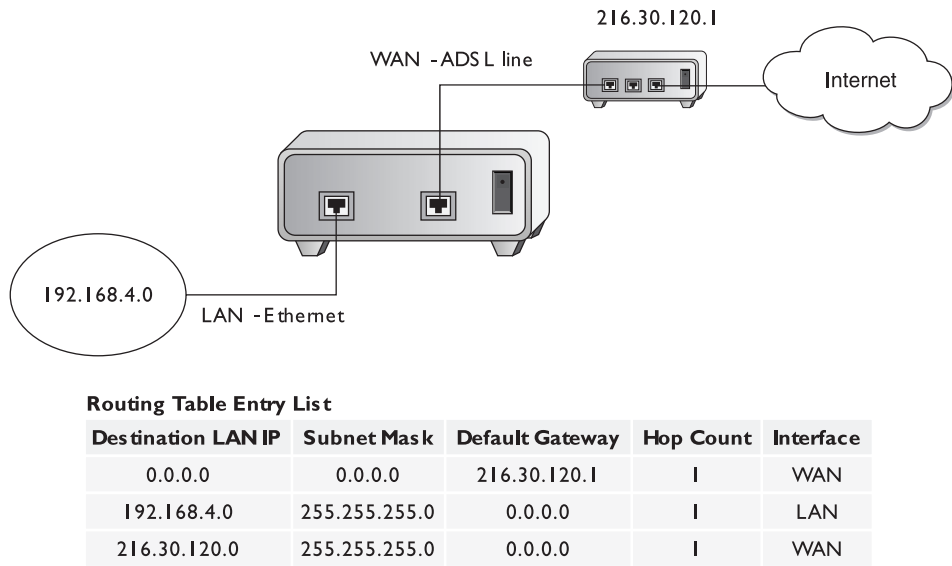 216.30.120.1
WAN - ADSL line
Internet
192.168.4.0
LAN - Ethernet
Routing Table Entry List
Destination LAN IP Subnet Mask Default Gateway Hop Count Interface
0.0.0.0 0.0.0.0 216.30.120.1 1 WAN
192.168.4.0 255.255.255.0 0.0.0.0 1 LAN
216.30.120.0 255.255.255.0 0.0.0.0 1 WAN